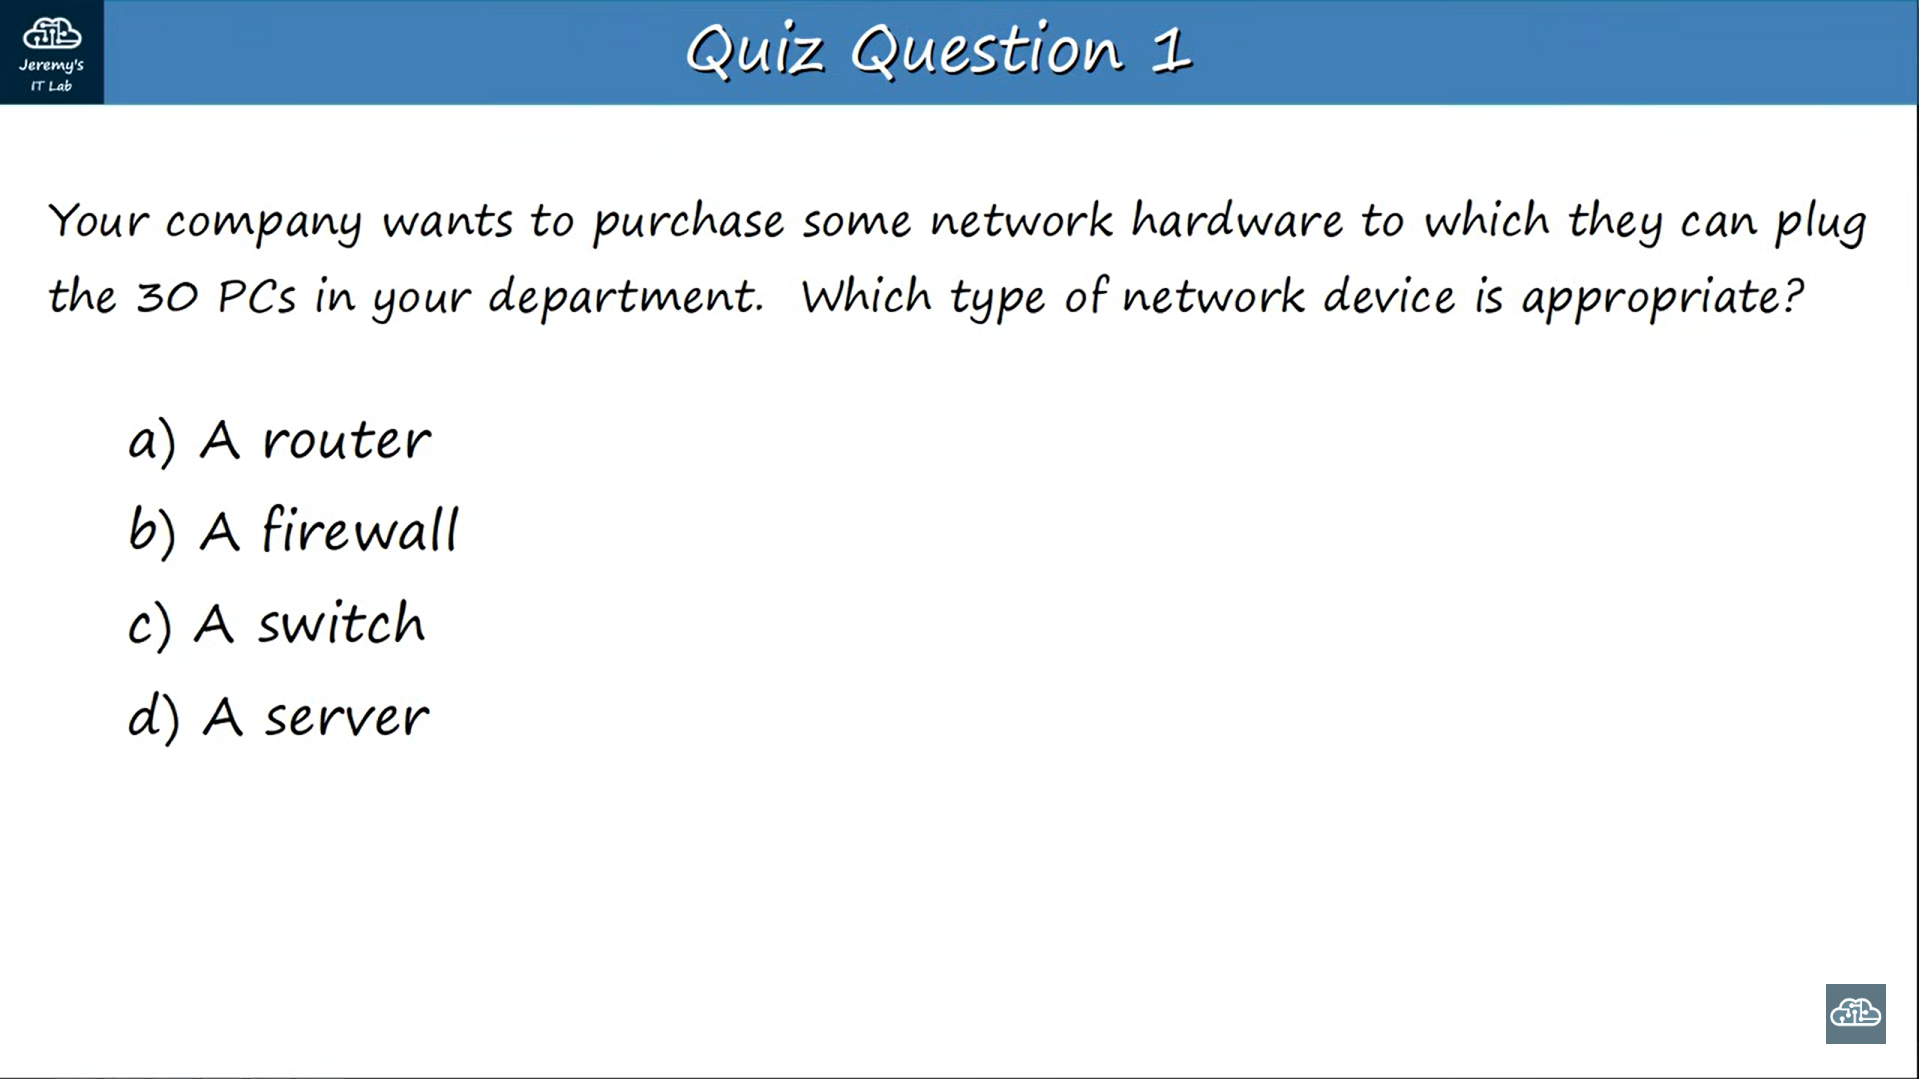 Jeremy's
IT Lab
Quiz Question 1
Your company wants to purchase some network hardware to which they can plug
the 30 PCs in your department.  Which type of network device is appropriate?
a) A router
b) A firewall
c) A switch
d) A server